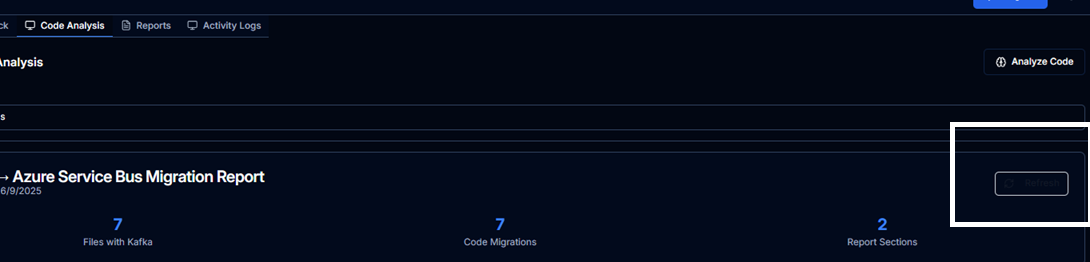 ck Code Analysis Reports Activity Logs
Analysis Analyze Code
s
→ Azure Service Bus Migration Report
6/9/2025
7 7 2
Files with Kafka Code Migrations Report Sections